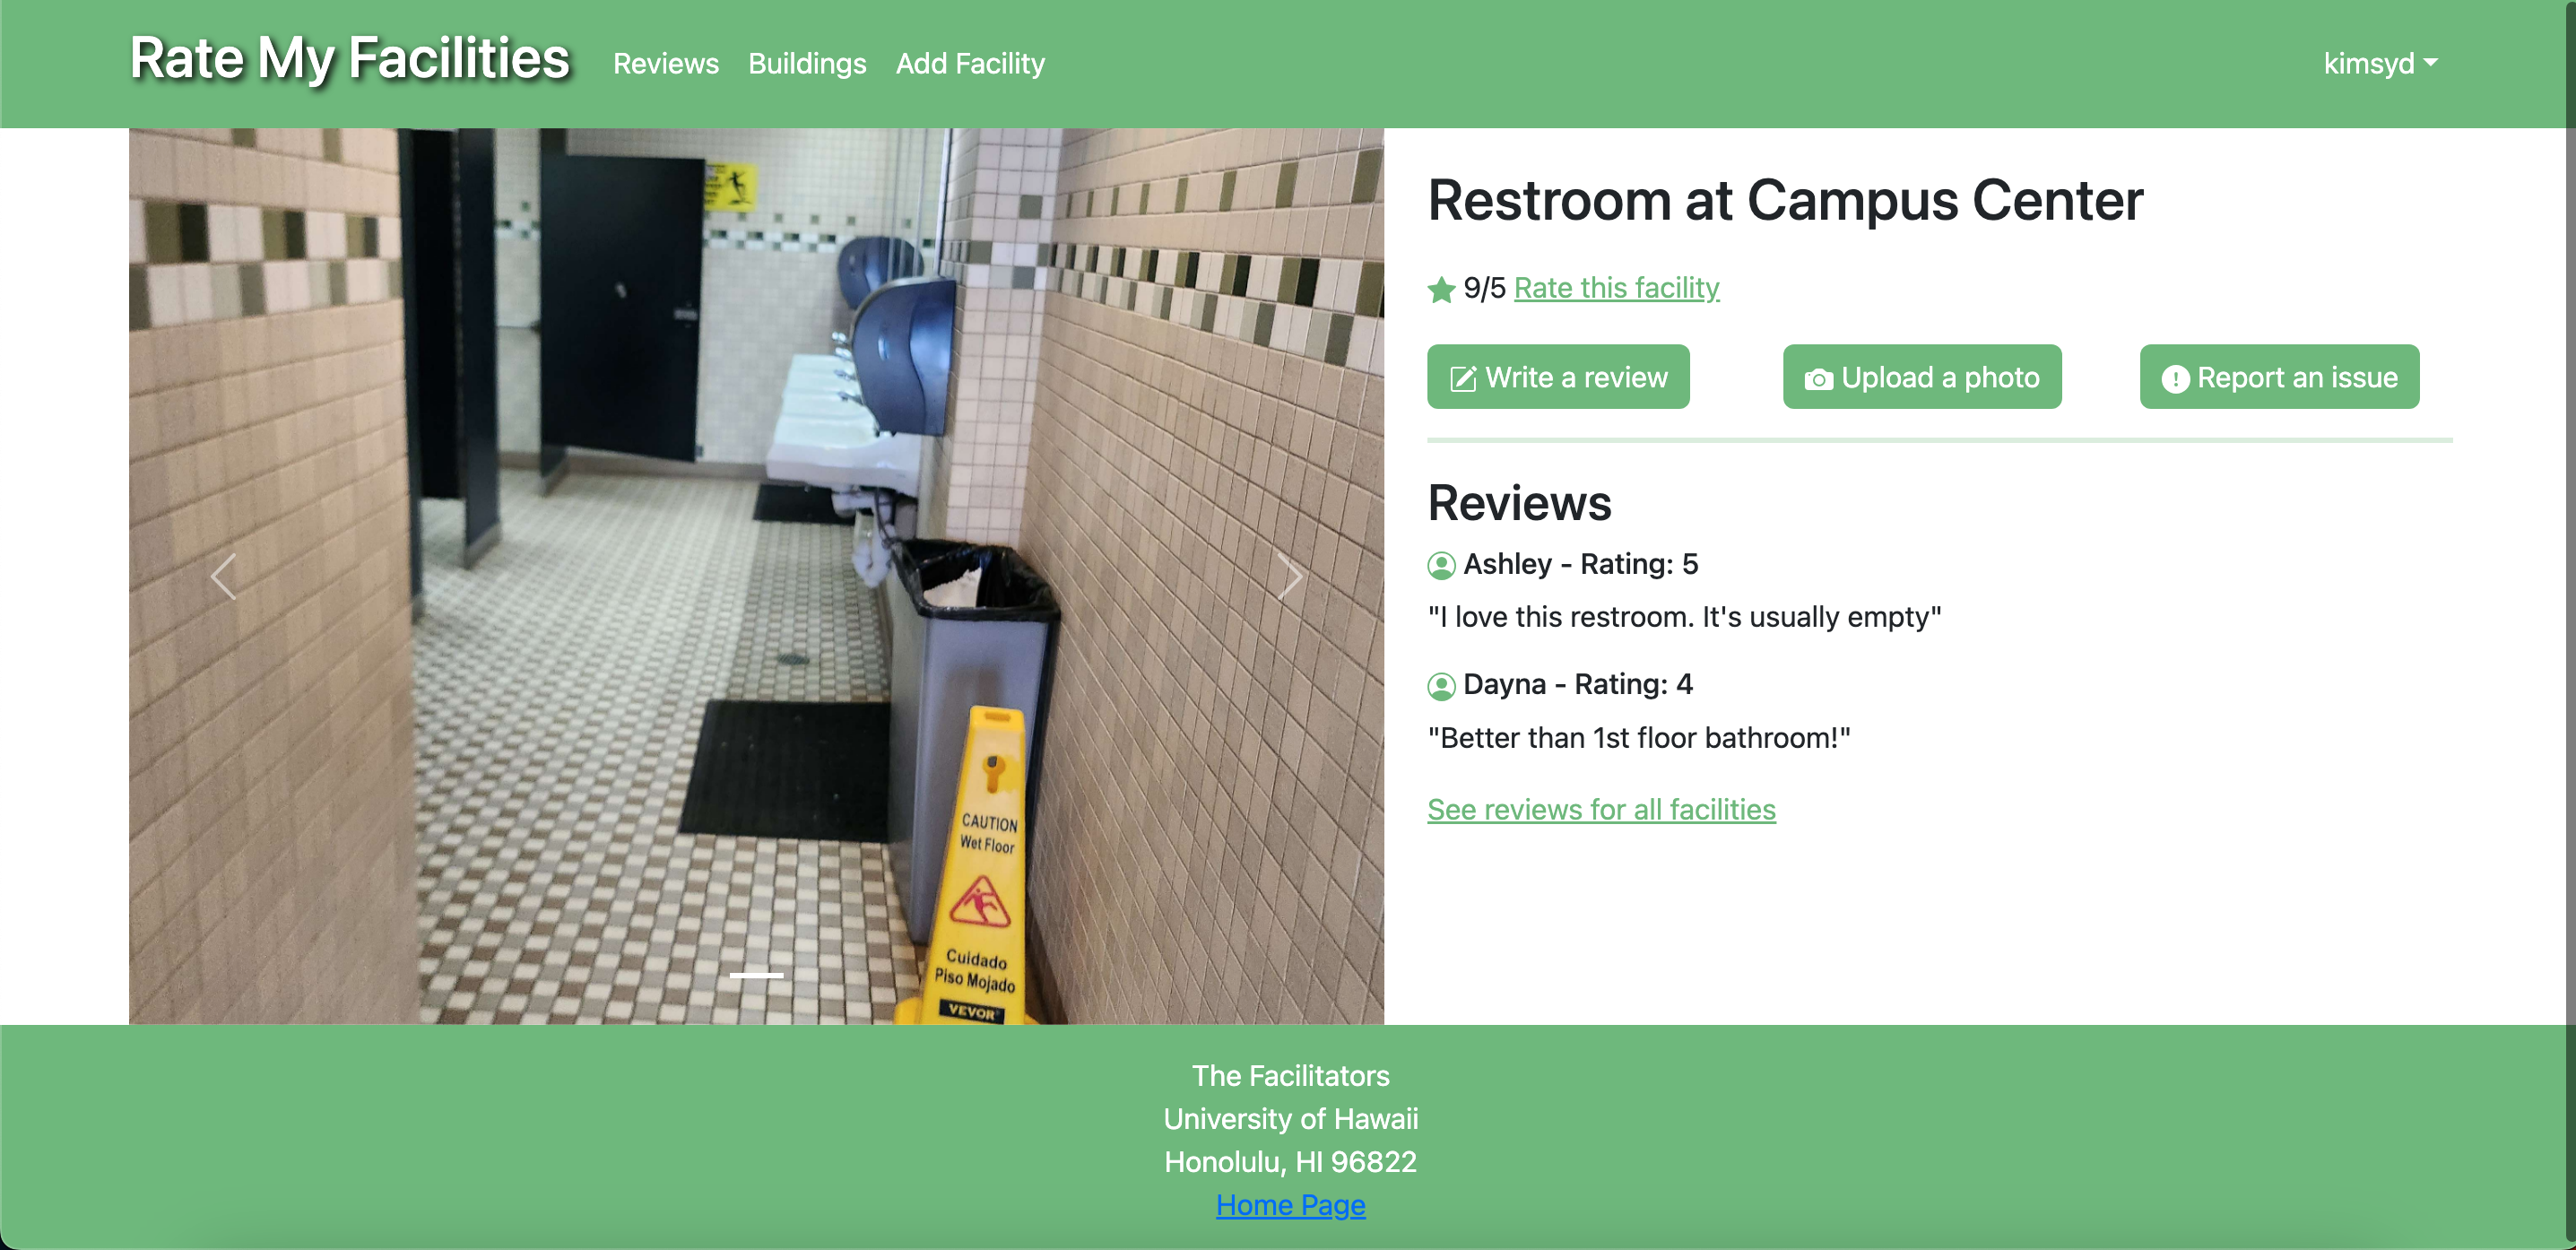 Rate My Facilities
Reviews
Buildings
Add Facility
kimsyd
Restroom at Campus Center
9/5 Rate this facility
Write a review
Upload a photo
Report an issue
Reviews
Ashley - Rating: 5
"I love this restroom. It's usually empty"
Dayna - Rating: 4
"Better than 1st floor bathroom!"
See reviews for all facilities
CAUTION
Wet Floor
Cuidado
Piso Mojado
VEVOR
The Facilitators
University of Hawaii
Honolulu, HI 96822
Home Page